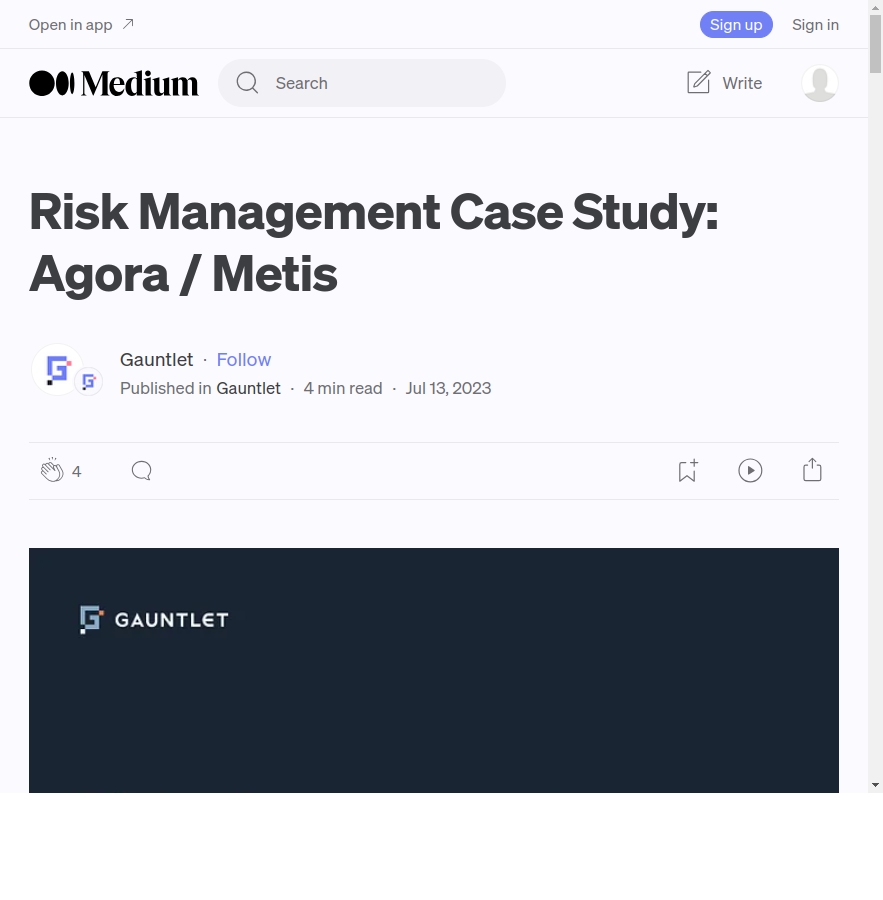 Open in app
Sign up
Sign in
Medium
Search
Write
Risk Management Case Study:
Agora / Metis
Gauntlet · Follow
Published in Gauntlet · 4 min read · Jul 13, 2023
4
GAUNTLET